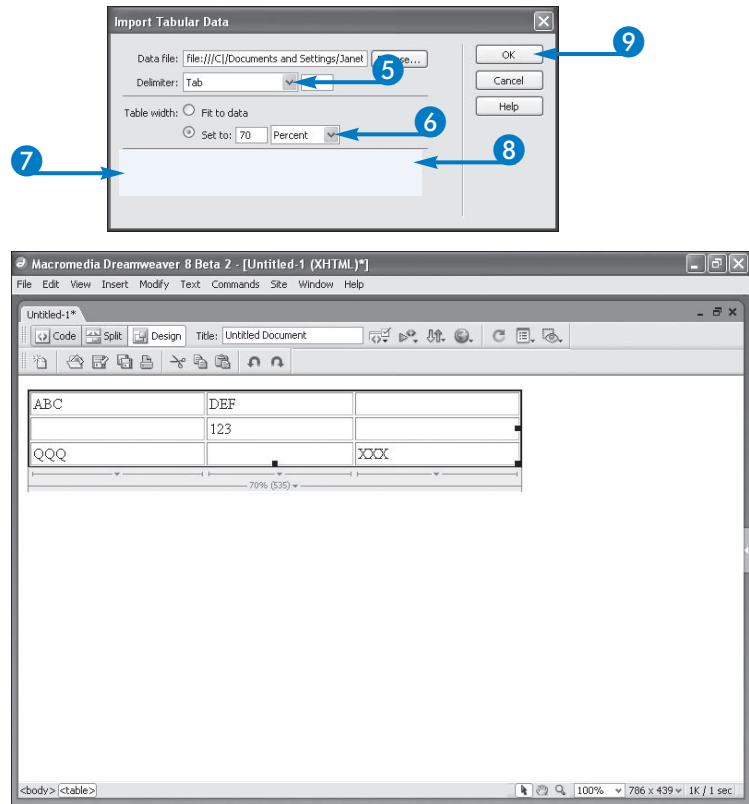 Import Tabular Data
Data file: file:///C|/Documents and Settings/Janet
OK
9
Delimiter: Tab
5
Cancel
Table width: Fit to data
Help
Set to: 70 Percent
6
7
8
Macromedia Dreamweaver 8 Beta 2 - [Untitled-1 (XHTML)*]
File Edit View Insert Modify Text Commands Site Window Help
Untitled-1*
Code Split Design Title: Untitled Document
ABC DEF
123
QQQ XXX
70% (535)
<body> <table> 100% 786 x 439 1K / 1 sec